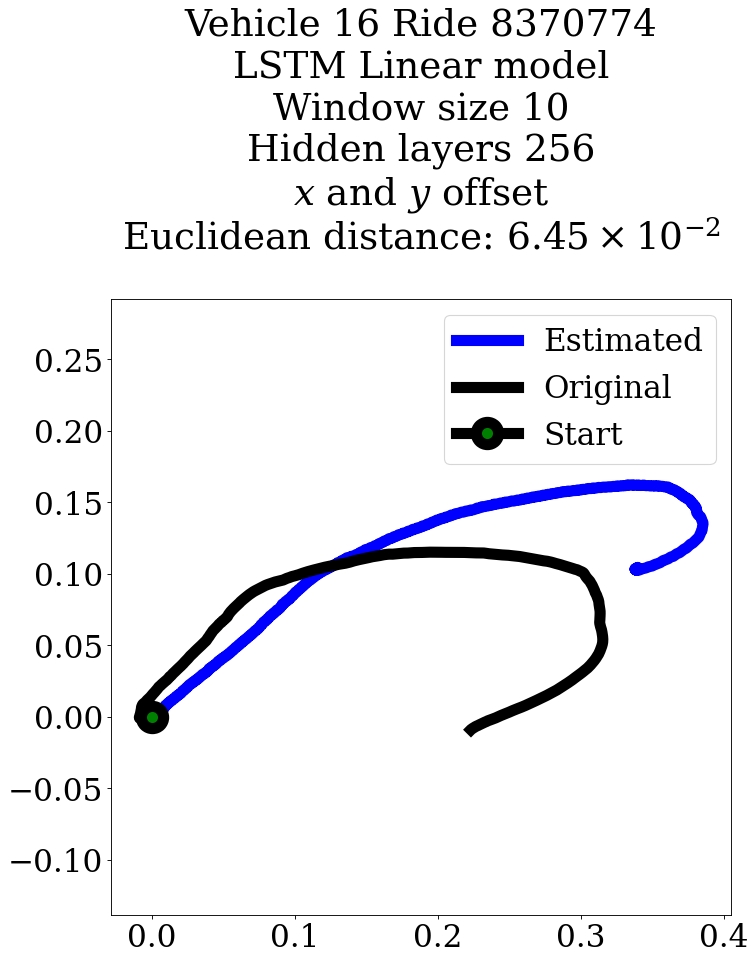 Vehicle 16 Ride 8370774
LSTM Linear model
Window size 10
Hidden layers 256
x and y offset
Euclidean distance: 6.45 × 10⁻²
Estimated
Original
Start
0.25
0.20
0.15
0.10
0.05
0.00
−0.05
−0.10
0.0 0.1 0.2 0.3 0.4